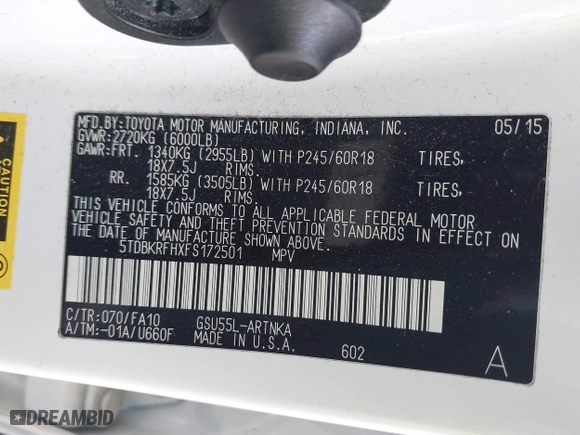 MFD.BY:TOYOTA MOTOR MANUFACTURING, INDIANA, INC. 05/15
GVWR:2720KG (6000LB)
GAWR:FRT. 1340KG (2955LB) WITH P245/60R18 TIRES,
18X7.5J RIMS.
RR. 1585KG (3505LB) WITH P245/60R18 TIRES,
18X7.5J RIMS.
THIS VEHICLE CONFORMS TO ALL APPLICABLE FEDERAL MOTOR
VEHICLE SAFETY AND THEFT PREVENTION STANDARDS IN EFFECT ON
THE DATE OF MANUFACTURE SHOWN ABOVE.
5TDBKRFHXFS172501 MPV
C/TR:070/FA10 GSU55L-ARTNKA
A/TM:-01A/U660F MADE IN U.S.A. 602 A
CAUTION
DREAMBID